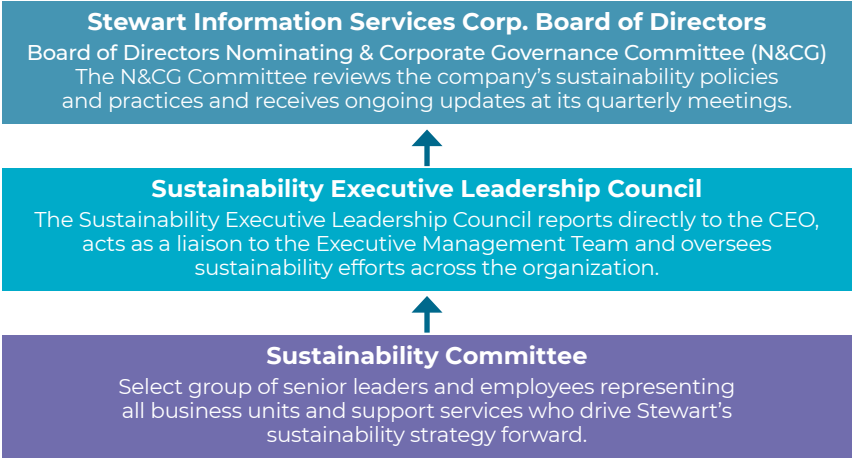 Stewart Information Services Corp. Board of Directors
Board of Directors Nominating & Corporate Governance Committee (N&CG)
The N&CG Committee reviews the company’s sustainability policies
and practices and receives ongoing updates at its quarterly meetings.
Sustainability Executive Leadership Council
The Sustainability Executive Leadership Council reports directly to the CEO,
acts as a liaison to the Executive Management Team and oversees
sustainability efforts across the organization.
Sustainability Committee
Select group of senior leaders and employees representing
all business units and support services who drive Stewart’s
sustainability strategy forward.